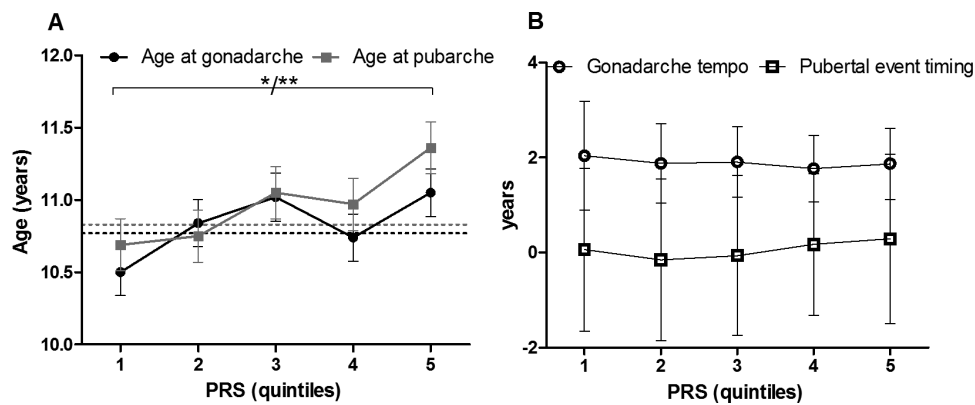 A
Age at gonadarche Age at pubarche
*/**
12.0
11.5
11.0
10.5
10.0
Age (years)
1 2 3 4 5
PRS (quintiles)
B
Gonadarche tempo Pubertal event timing
4
2
0
-2
years
1 2 3 4 5
PRS (quintiles)